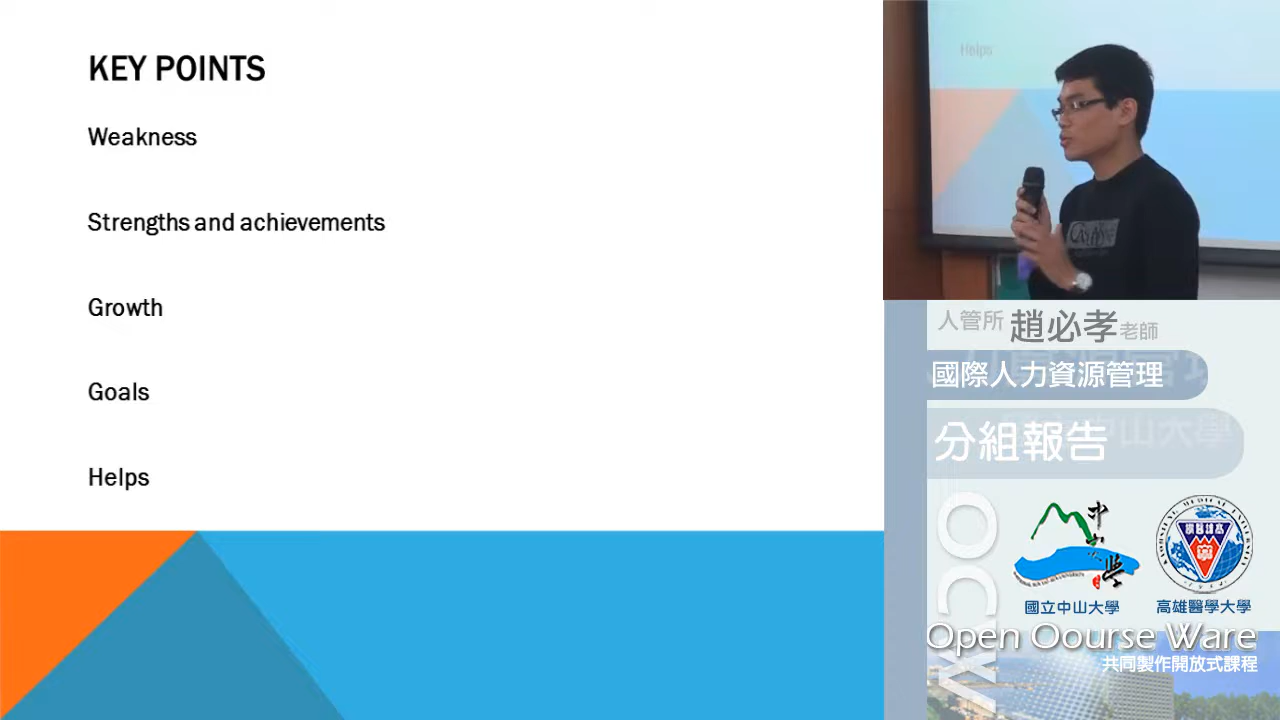 KEY POINTS
Weakness
Strengths and achievements
Growth
Goals
Helps
Helps
人管所 趙必孝 老師
國際人力資源管理
分組報告
OCW
國立中山大學
高雄醫學大學
Open Oourse Ware
共同製作開放式課程